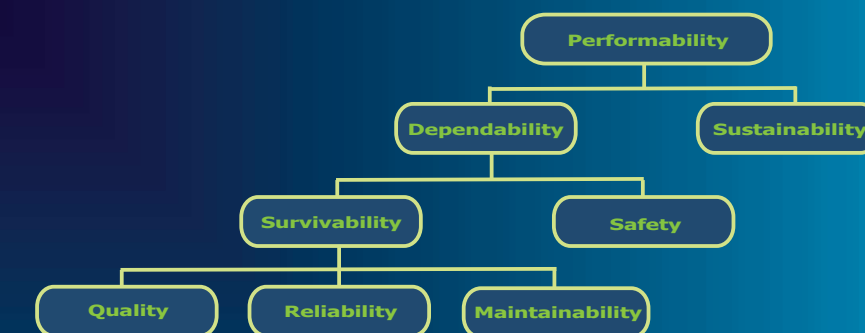 Performability
Dependability
Sustainability
Survivability
Safety
Quality
Reliability
Maintainability